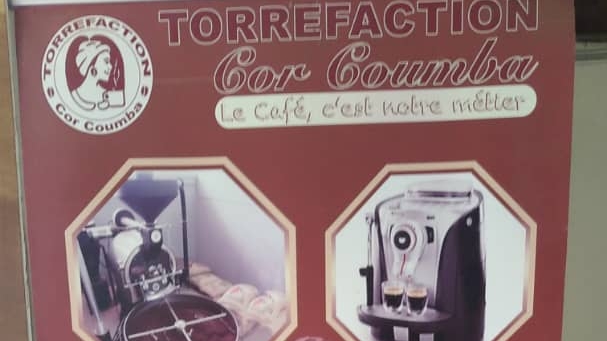 TORREFACTION
Cor Coumba
TORREFACTION
Cor Coumba
Le Café, c'est notre métier